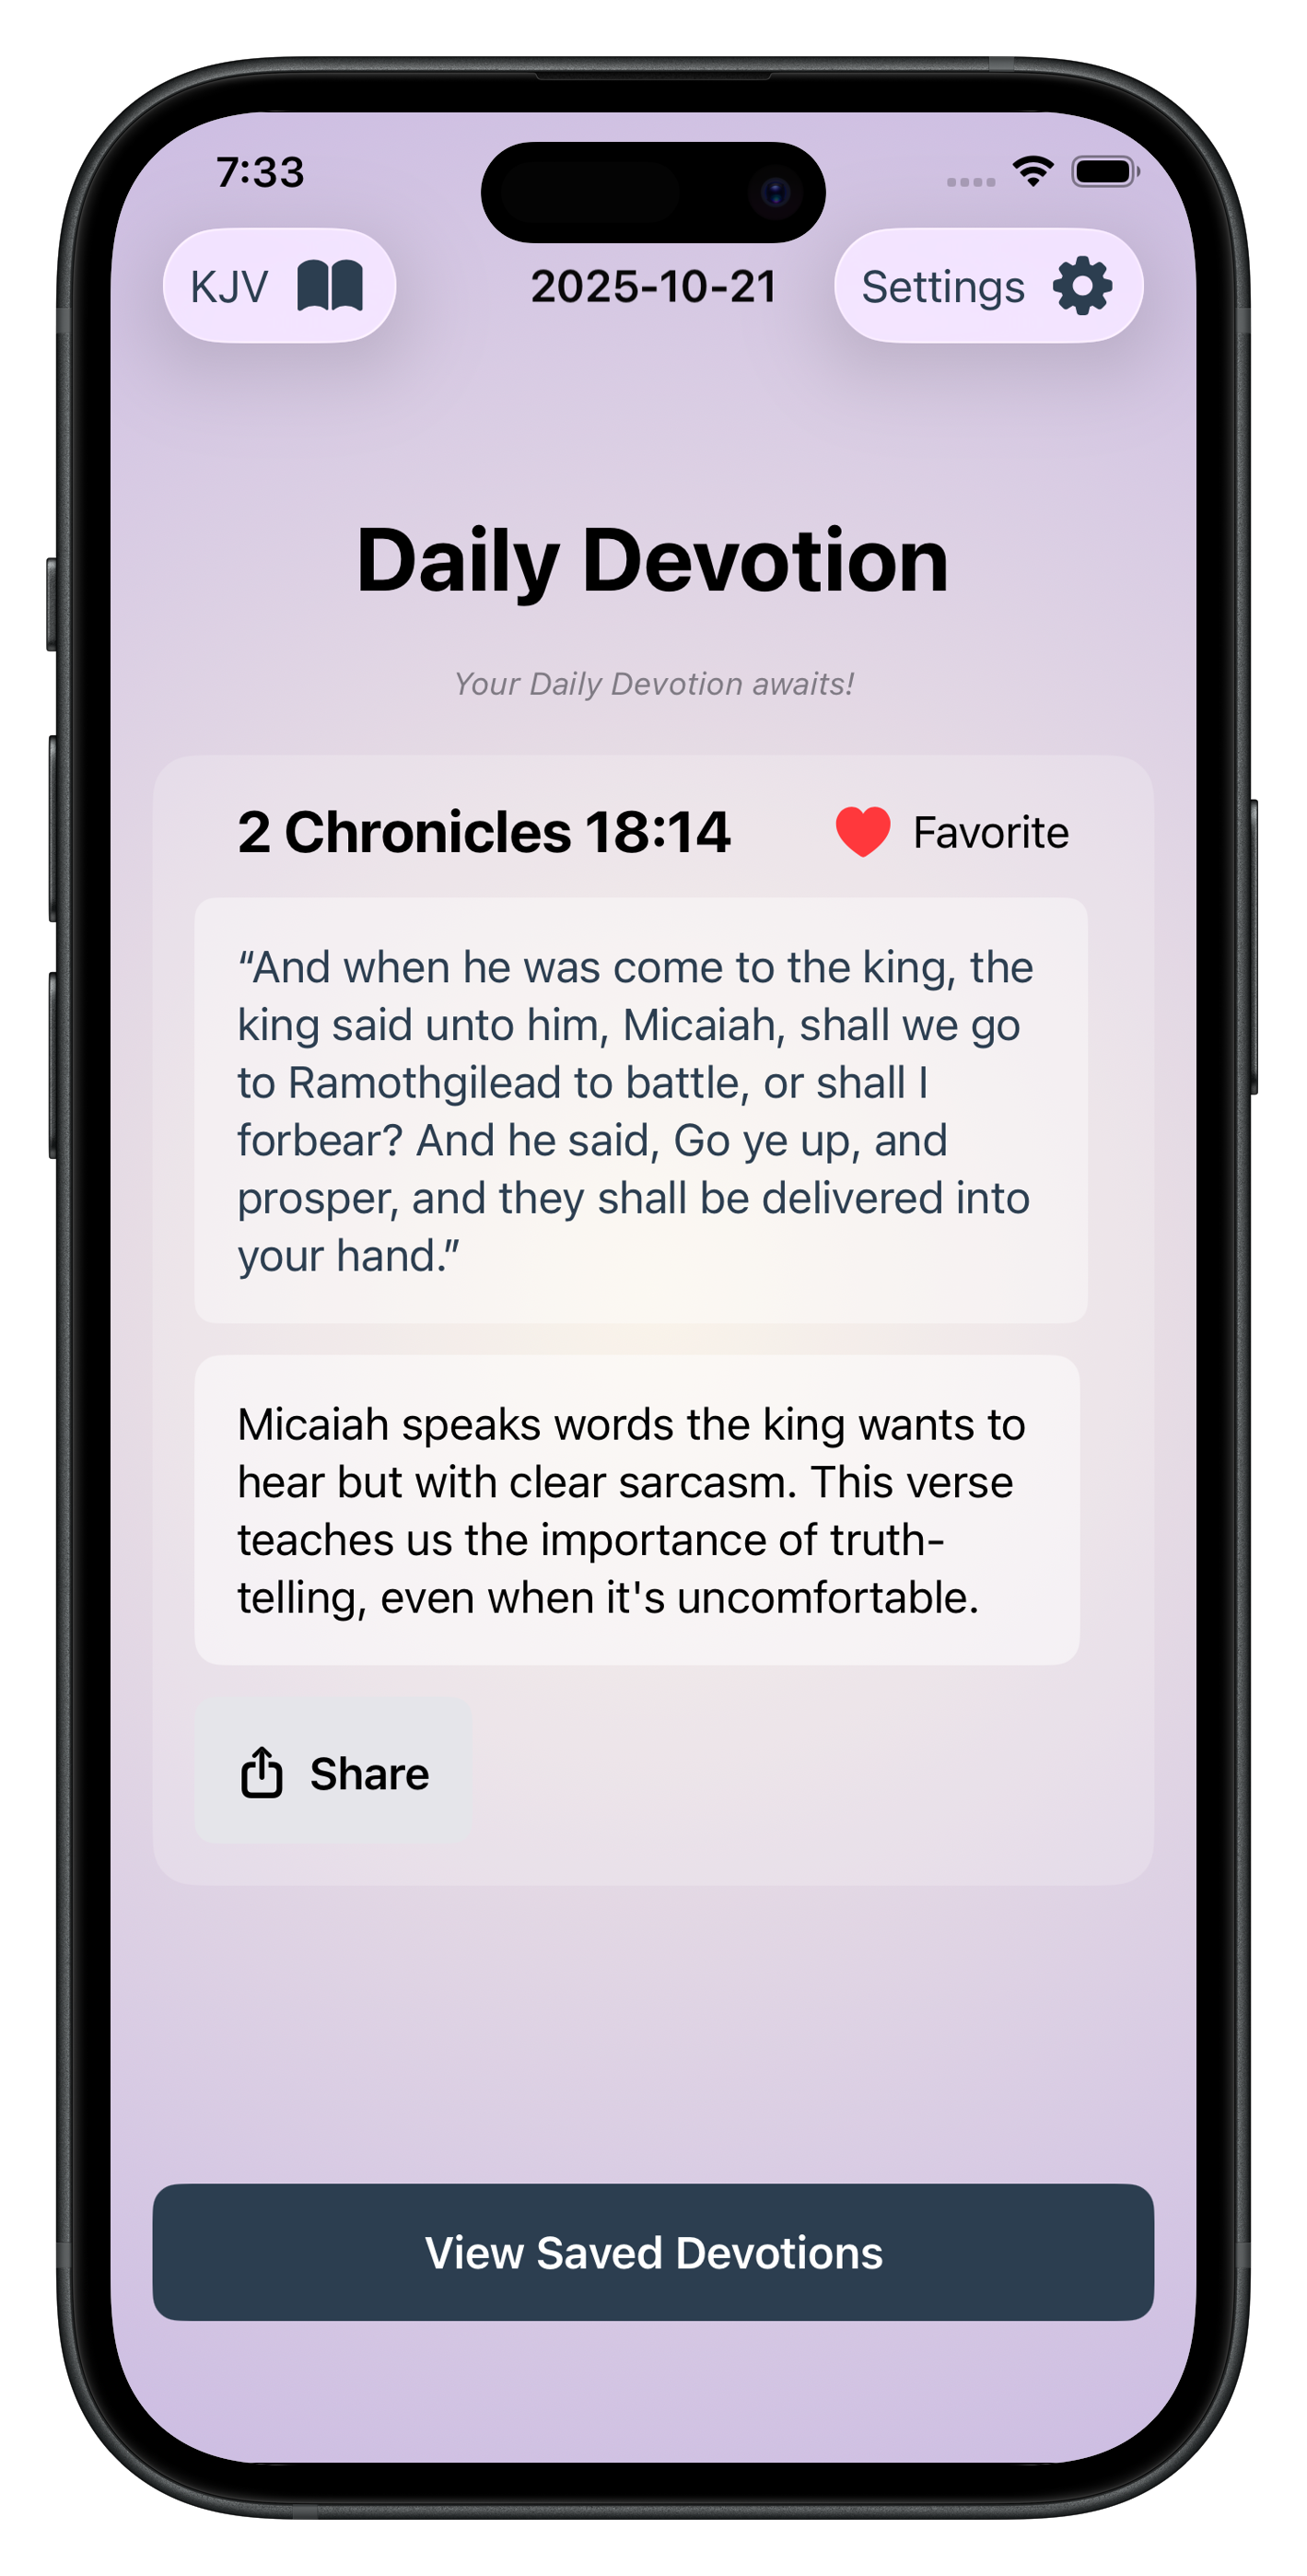 7:33
KJV
2025-10-21
Settings
Daily Devotion
Your Daily Devotion awaits!
2 Chronicles 18:14
Favorite
“And when he was come to the king, the
king said unto him, Micaiah, shall we go
to Ramothgilead to battle, or shall I
forbear? And he said, Go ye up, and
prosper, and they shall be delivered into
your hand.”
Micaiah speaks words the king wants to
hear but with clear sarcasm. This verse
teaches us the importance of truth-
telling, even when it's uncomfortable.
Share
View Saved Devotions